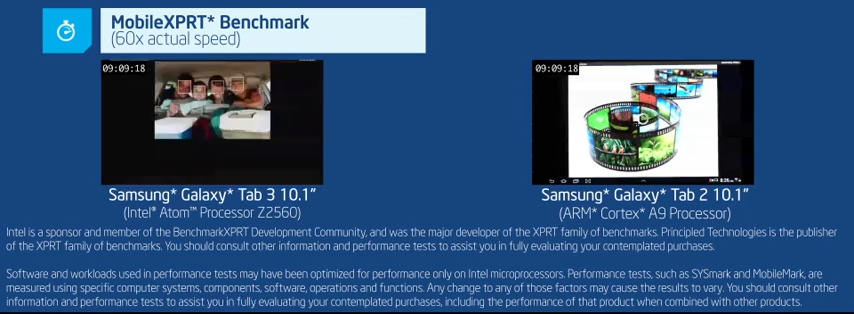 MobileXPRT* Benchmark
(60x actual speed)
09:09:18
09:09:18
Samsung* Galaxy* Tab 3 10.1"
(Intel® Atom™ Processor Z2560)
Samsung* Galaxy* Tab 2 10.1"
(ARM* Cortex* A9 Processor)
Intel is a sponsor and member of the BenchmarkXPRT Development Community, and was the major developer of the XPRT family of benchmarks. Principled Technologies is the publisher
of the XPRT family of benchmarks. You should consult other information and performance tests to assist you in fully evaluating your contemplated purchases.
Software and workloads used in performance tests may have been optimized for performance only on Intel microprocessors. Performance tests, such as SYSmark and MobileMark, are
measured using specific computer systems, components, software, operations and functions. Any change to any of those factors may cause the results to vary. You should consult other
information and performance tests to assist you in fully evaluating your contemplated purchases, including the performance of that product when combined with other products.